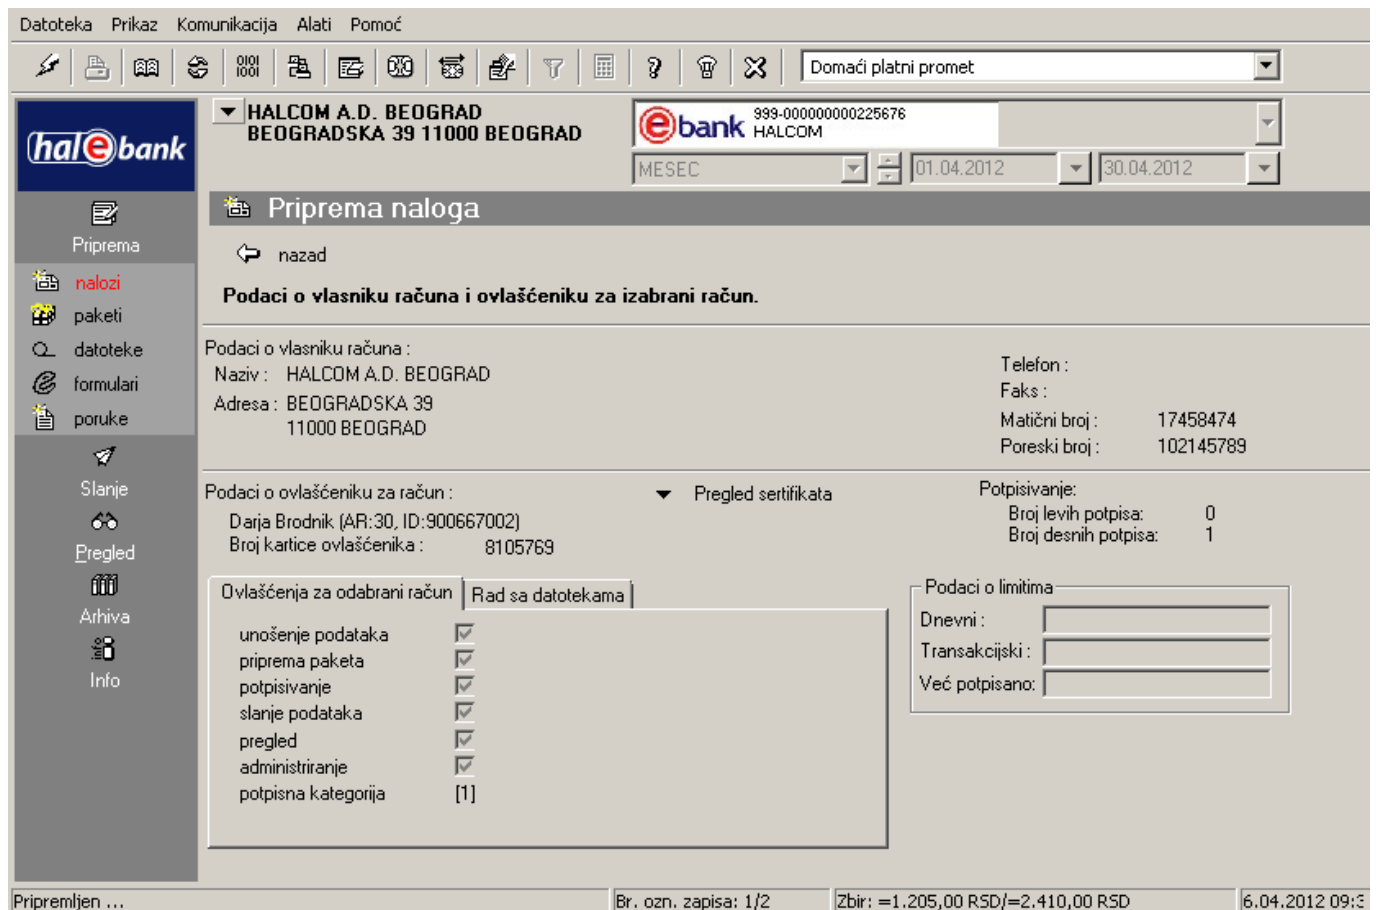 Datoteka Prikaz Komunikacija Alati Pomoć
Domaći platni promet
hal@bank
HALCOM A.D. BEOGRAD
BEOGRADSKA 39 11000 BEOGRAD
ebank 999-000000000225676
HALCOM
MESEC 01.04.2012 30.04.2012
Priprema naloga
Priprema
nazad
nalozi
Podaci o vlasniku računa i ovlašćeniku za izabrani račun.
paketi
datoteke
formulari
poruke
Slanje
Pregled
Arhiva
Info
Podaci o vlasniku računa :
Naziv : HALCOM A.D. BEOGRAD
Adresa : BEOGRADSKA 39
11000 BEOGRAD
Telefon :
Faks :
Matični broj : 17458474
Poreski broj : 102145789
Podaci o ovlašćeniku za račun :
Pregled sertifikata
Darja Brodnik (AR:30, ID:900667002)
Broj kartice ovlašćenika : 8105769
Potpisivanje:
Broj levih potpisa: 0
Broj desnih potpisa: 1
Ovlašćenja za odabrani račun Rad sa datotekama
unošenje podataka
priprema paketa
potpisivanje
slanje podataka
pregled
administriranje
potpisna kategorija [1]
Podaci o limitima
Dnevni :
Transakcijski :
Već potpisano:
Pripremljen ... Br. ozn. zapisa: 1/2 Zbir: =1.205,00 RSD/=2.410,00 RSD 6.04.2012 09:3